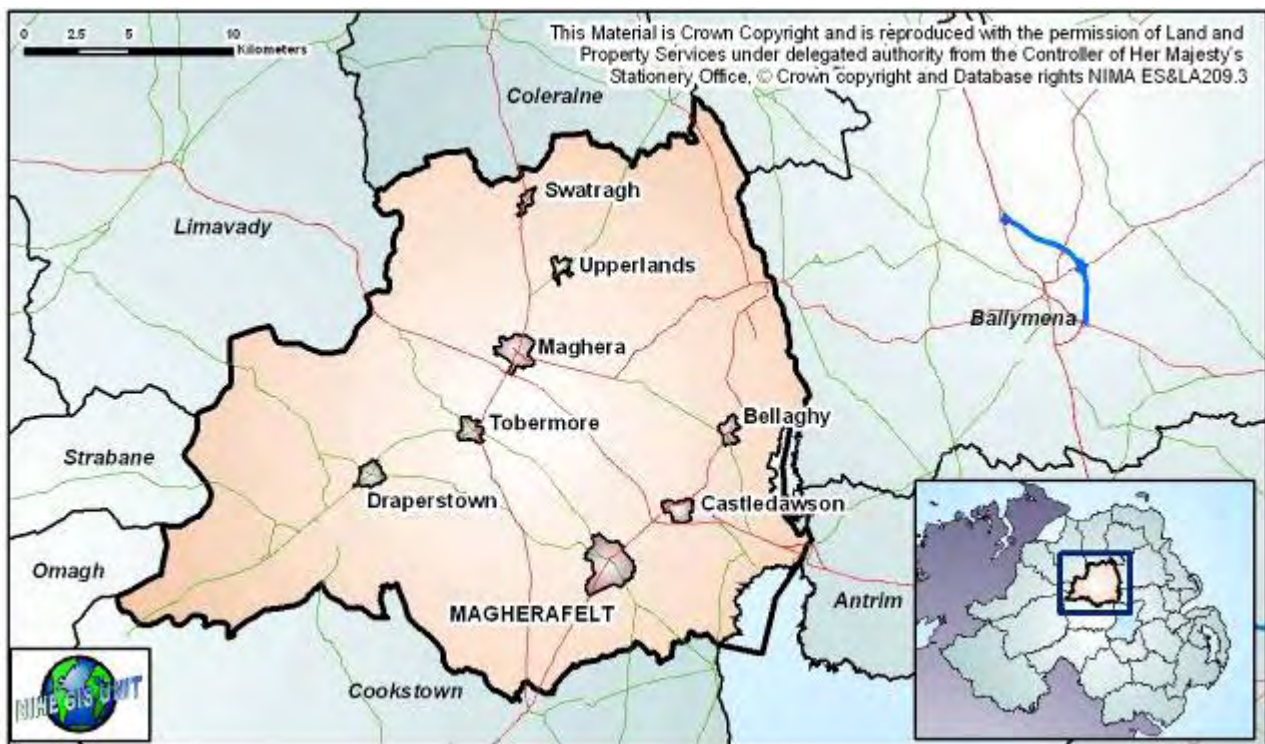 0 2.5 5 10
Kilometers
This Material is Crown Copyright and is reproduced with the permission of Land and
Property Services under delegated authority from the Controller of Her Majesty's
Stationery Office, © Crown copyright and Database rights NIMA ES&LA209.3
Coleraine
Swatragh
Limavady
Upperlands
Ballymena
Maghera
Tobermore
Bellaghy
Strabane
Draperstown
Castledawson
Omagh
MAGHERAFELT
Antrim
Cookstown
NIHE GIS UNIT